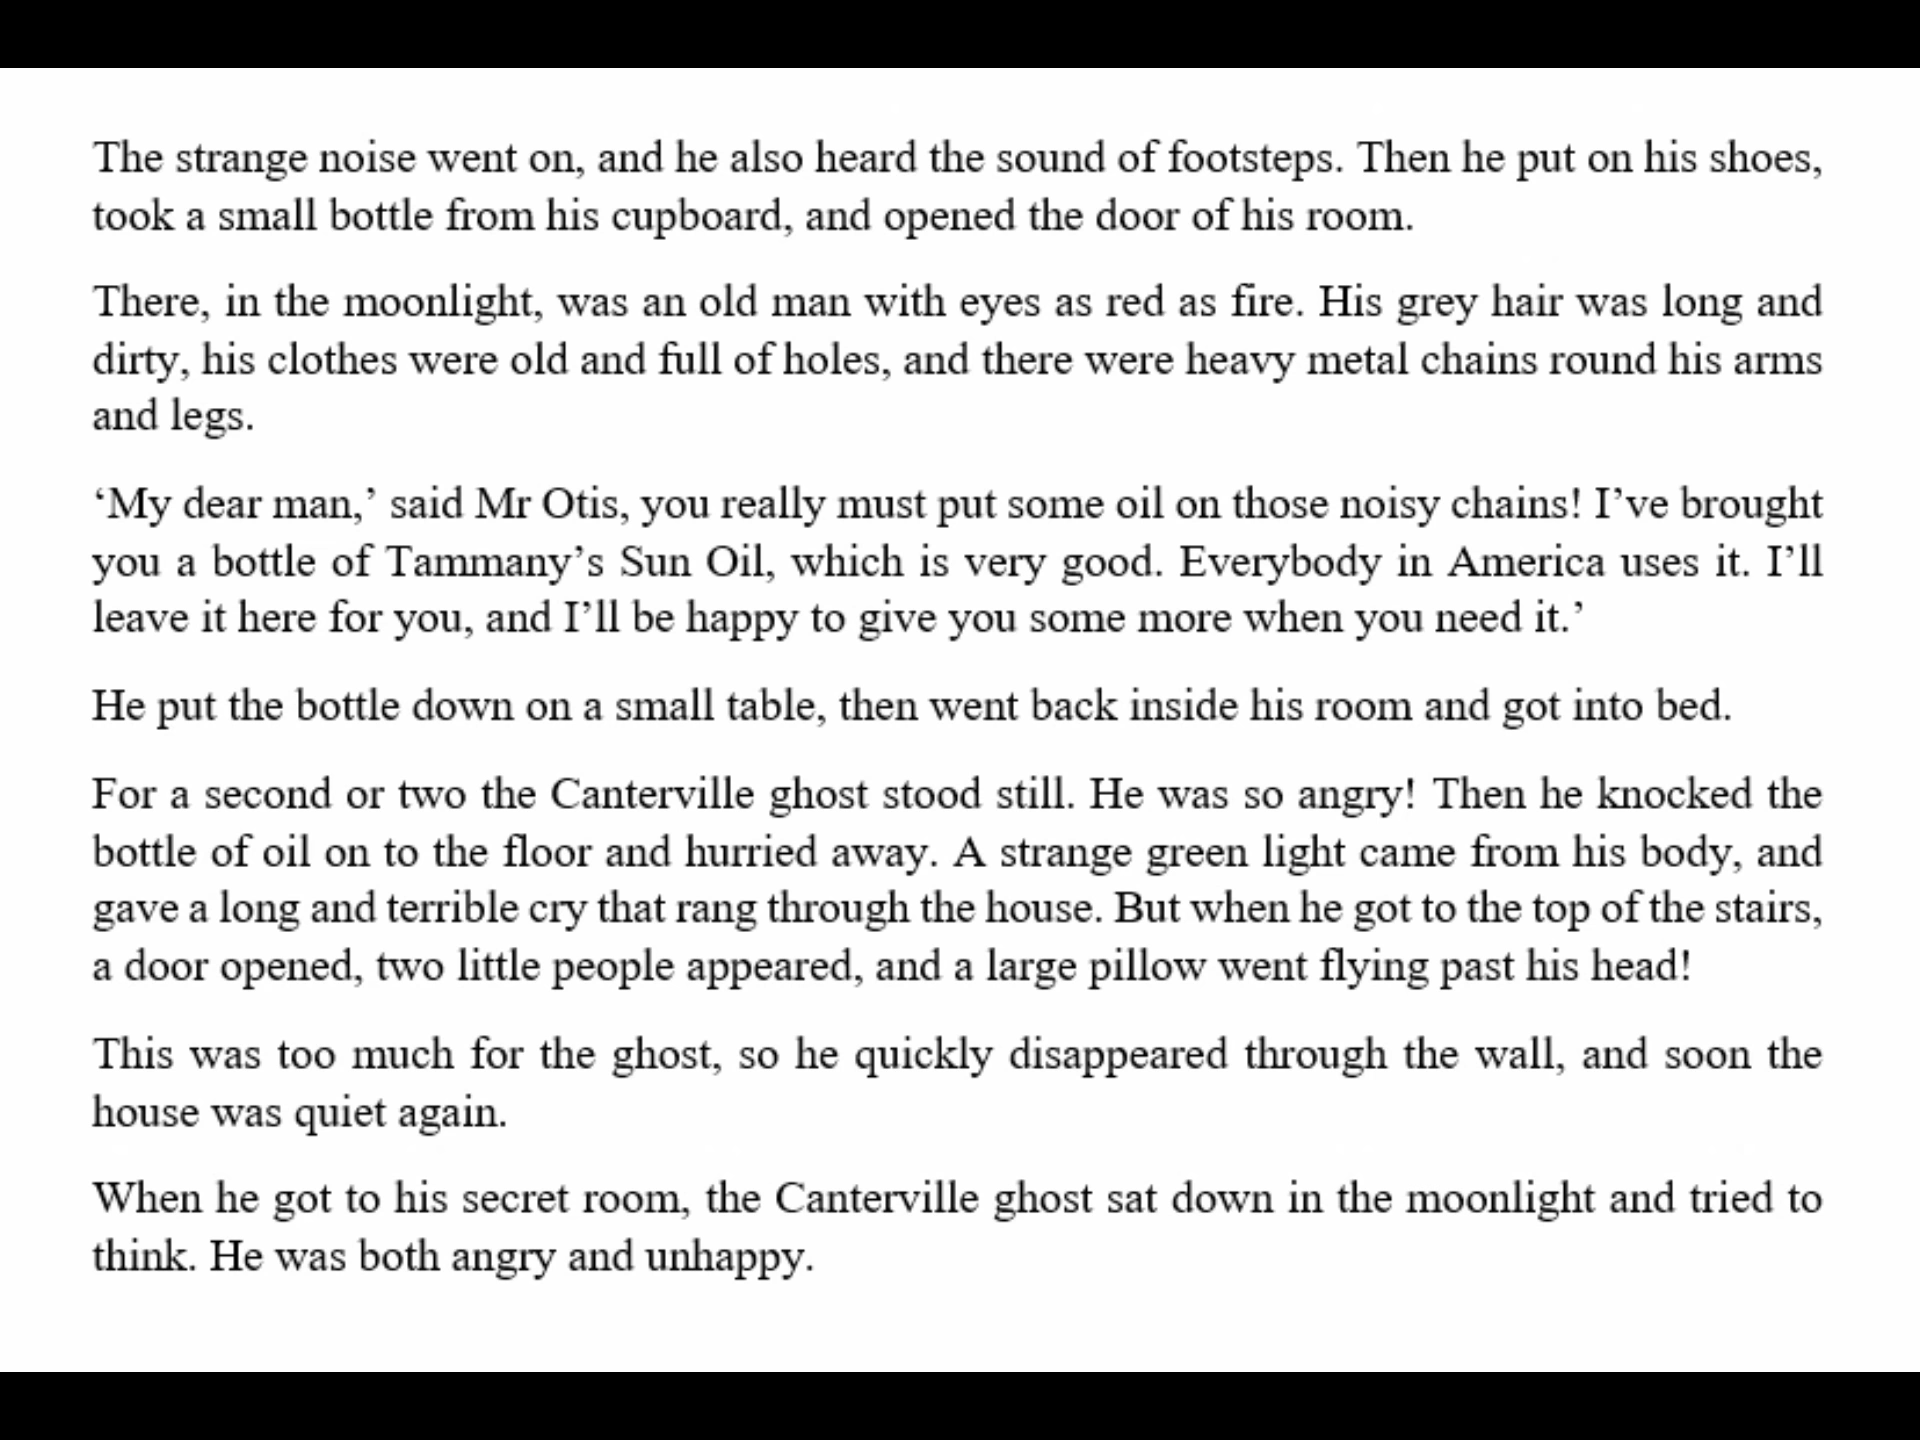 The strange noise went on, and he also heard the sound of footsteps. Then he put on his shoes,
took a small bottle from his cupboard, and opened the door of his room.
There, in the moonlight, was an old man with eyes as red as fire. His grey hair was long and
dirty, his clothes were old and full of holes, and there were heavy metal chains round his arms
and legs.
‘My dear man,’ said Mr Otis, you really must put some oil on those noisy chains! I’ve brought
you a bottle of Tammany’s Sun Oil, which is very good. Everybody in America uses it. I’ll
leave it here for you, and I’ll be happy to give you some more when you need it.’
He put the bottle down on a small table, then went back inside his room and got into bed.
For a second or two the Canterville ghost stood still. He was so angry! Then he knocked the
bottle of oil on to the floor and hurried away. A strange green light came from his body, and
gave a long and terrible cry that rang through the house. But when he got to the top of the stairs,
a door opened, two little people appeared, and a large pillow went flying past his head!
This was too much for the ghost, so he quickly disappeared through the wall, and soon the
house was quiet again.
When he got to his secret room, the Canterville ghost sat down in the moonlight and tried to
think. He was both angry and unhappy.